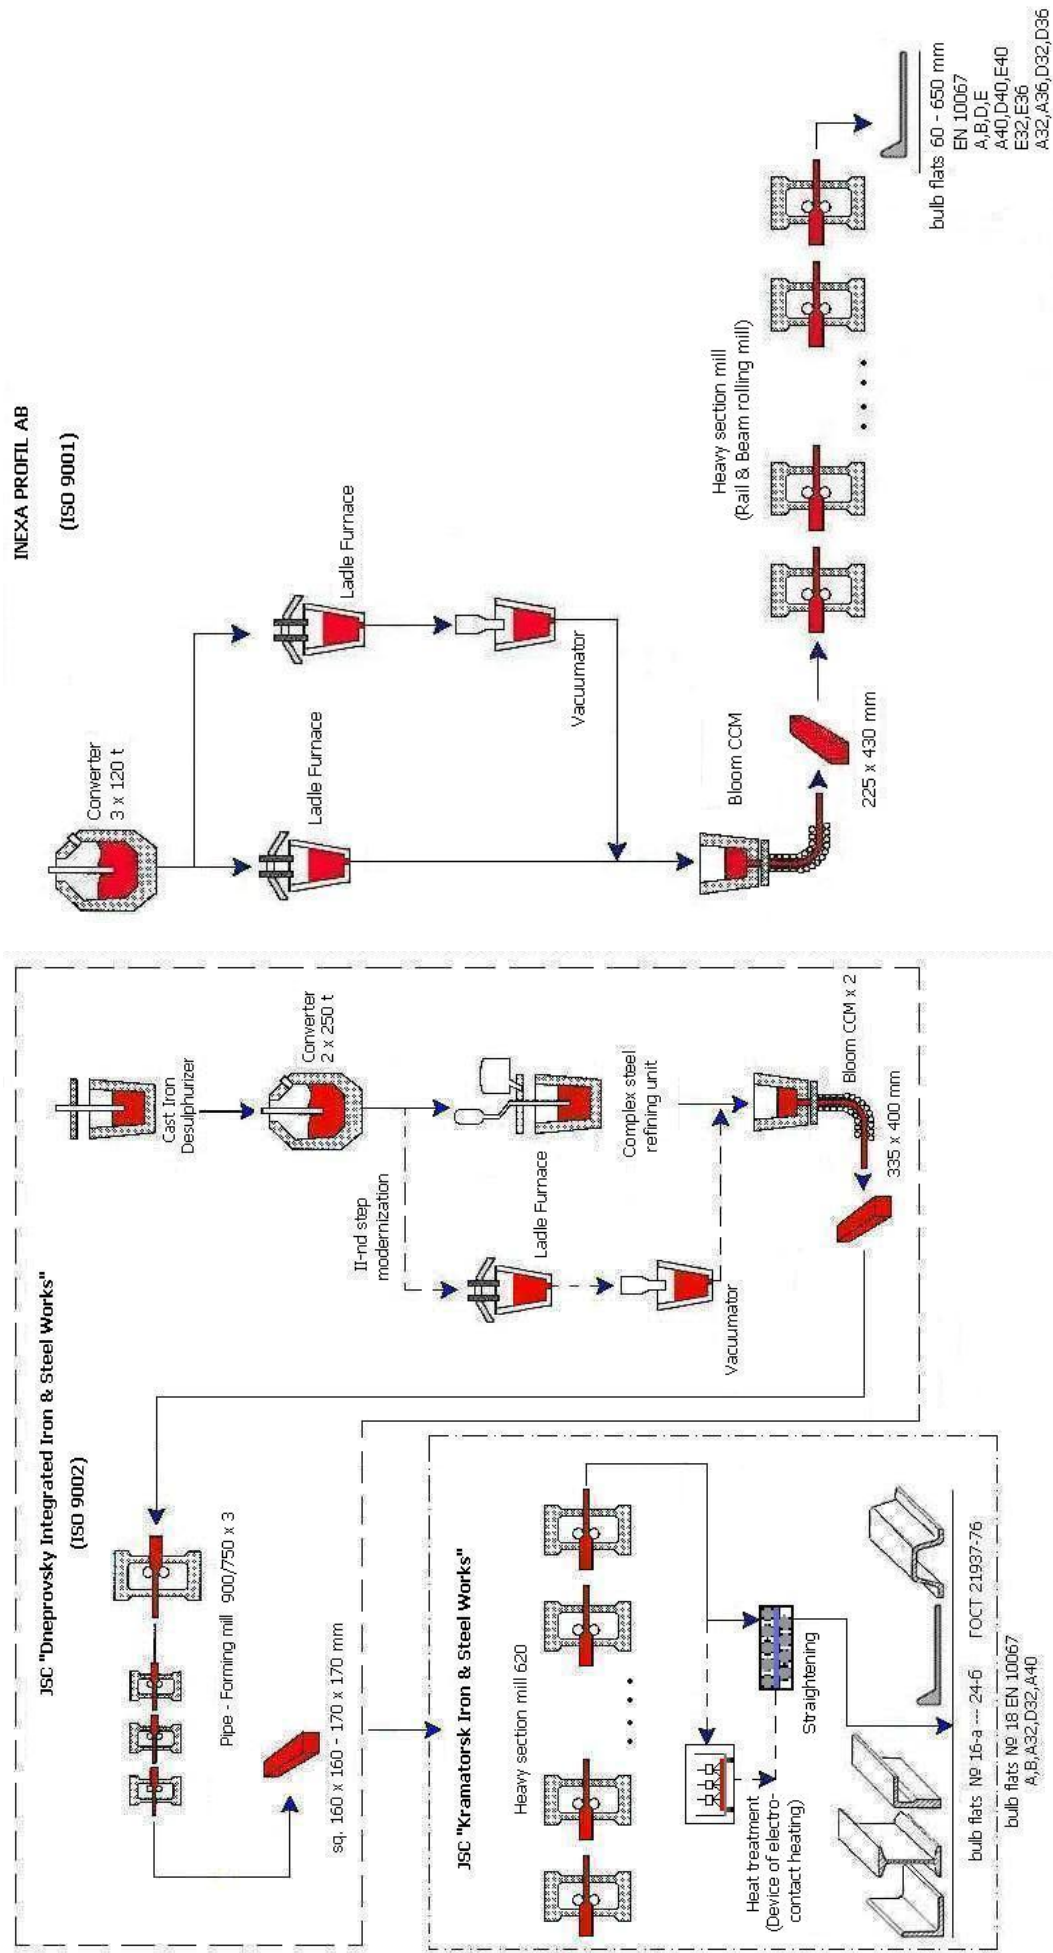 JSC "Dneprovsky Integrated Iron & Steel Works"
(ISO 9002)
Cast Iron
Desulphurizer
Converter
2 x 250 t
II-nd step
modernization
Ladle Furnace
Vacuumator
Complex steel
refining unit
Bloom CCM x 2
335 x 400 mm
Pipe - Forming mill 900/750 x 3
sq. 160 x 160 - 170 x 170 mm
JSC "Kramatorsk Iron & Steel Works"
Heavy section mill 620
Heat treatment
(Device of electro-
contact heating)
Straightening
bulb flats № 16-a --- 24-б ГОСТ 21937-76
bulb flats № 18 EN 10067
A,B,A32,D32,A40
INEXA PROFIL AB
(ISO 9001)
Converter
3 x 120 t
Ladle Furnace
Ladle Furnace
Vacuumator
Bloom CCM
225 x 430 mm
Heavy section mill
(Rail & Beam rolling mill)
bulb flats 60 - 650 mm
EN 10067
A,B,D,E
A40,D40,E40
E32,E36
A32,A36,D32,D36